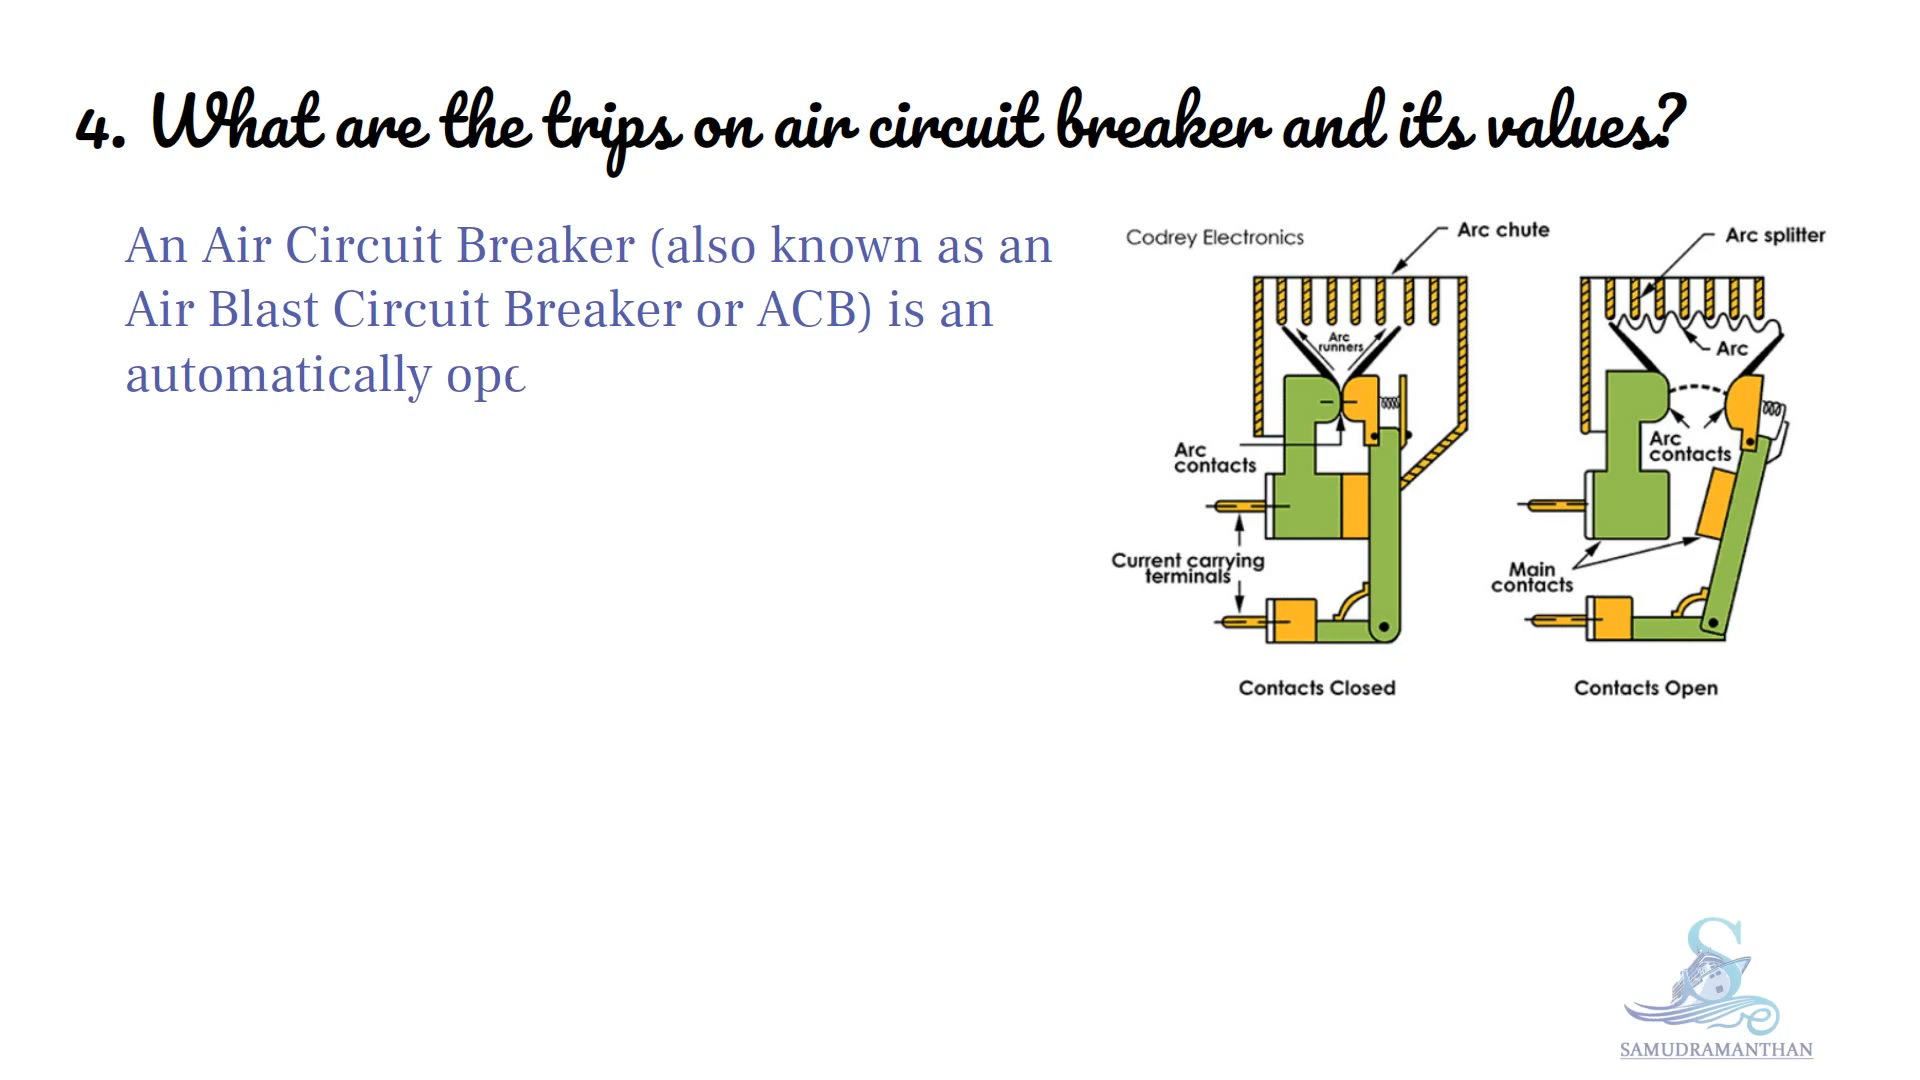 4. What are the trips on air circuit breaker and its values?
An Air Circuit Breaker (also known as an
Air Blast Circuit Breaker or ACB) is an
automatically ope
Codrey Electronics
Arc chute
Arc splitter
Arc
runners
Arc
Arc
contacts
Arc
contacts
Current carrying
terminals
Main
contacts
Contacts Closed
Contacts Open
SAMUDRAMANTHAN